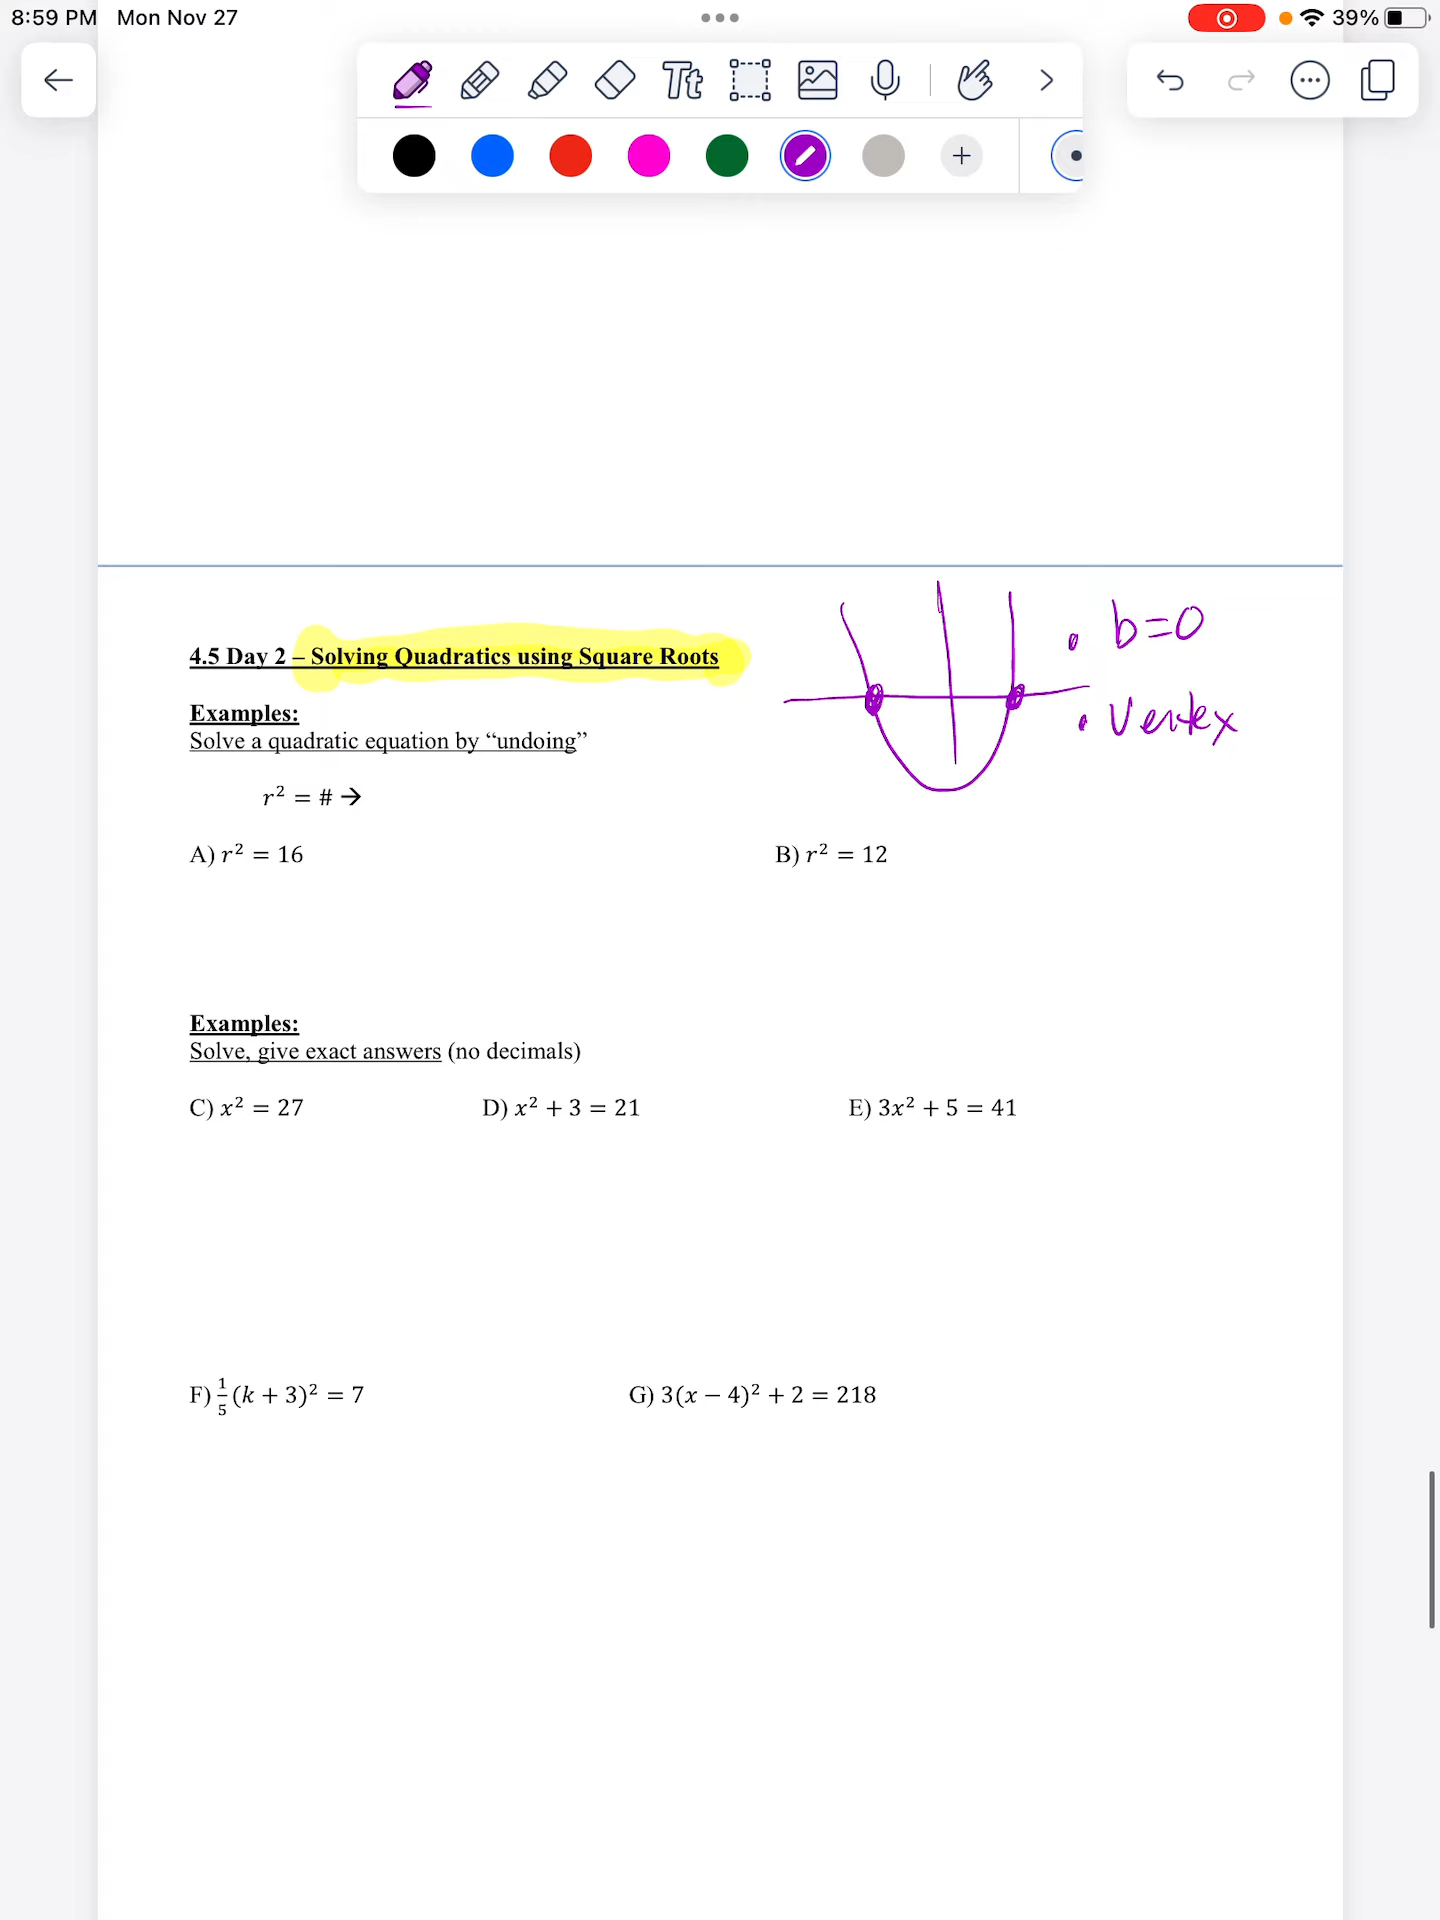 8:59 PM Mon Nov 27
39%
Tt
4.5 Day 2 – Solving Quadratics using Square Roots
b=0
Vertex
Examples:
Solve a quadratic equation by “undoing”
r² = # →
A) r² = 16
B) r² = 12
Examples:
Solve, give exact answers (no decimals)
C) x² = 27
D) x² + 3 = 21
E) 3x² + 5 = 41
F) 1/5 (k + 3)² = 7
G) 3(x − 4)² + 2 = 218